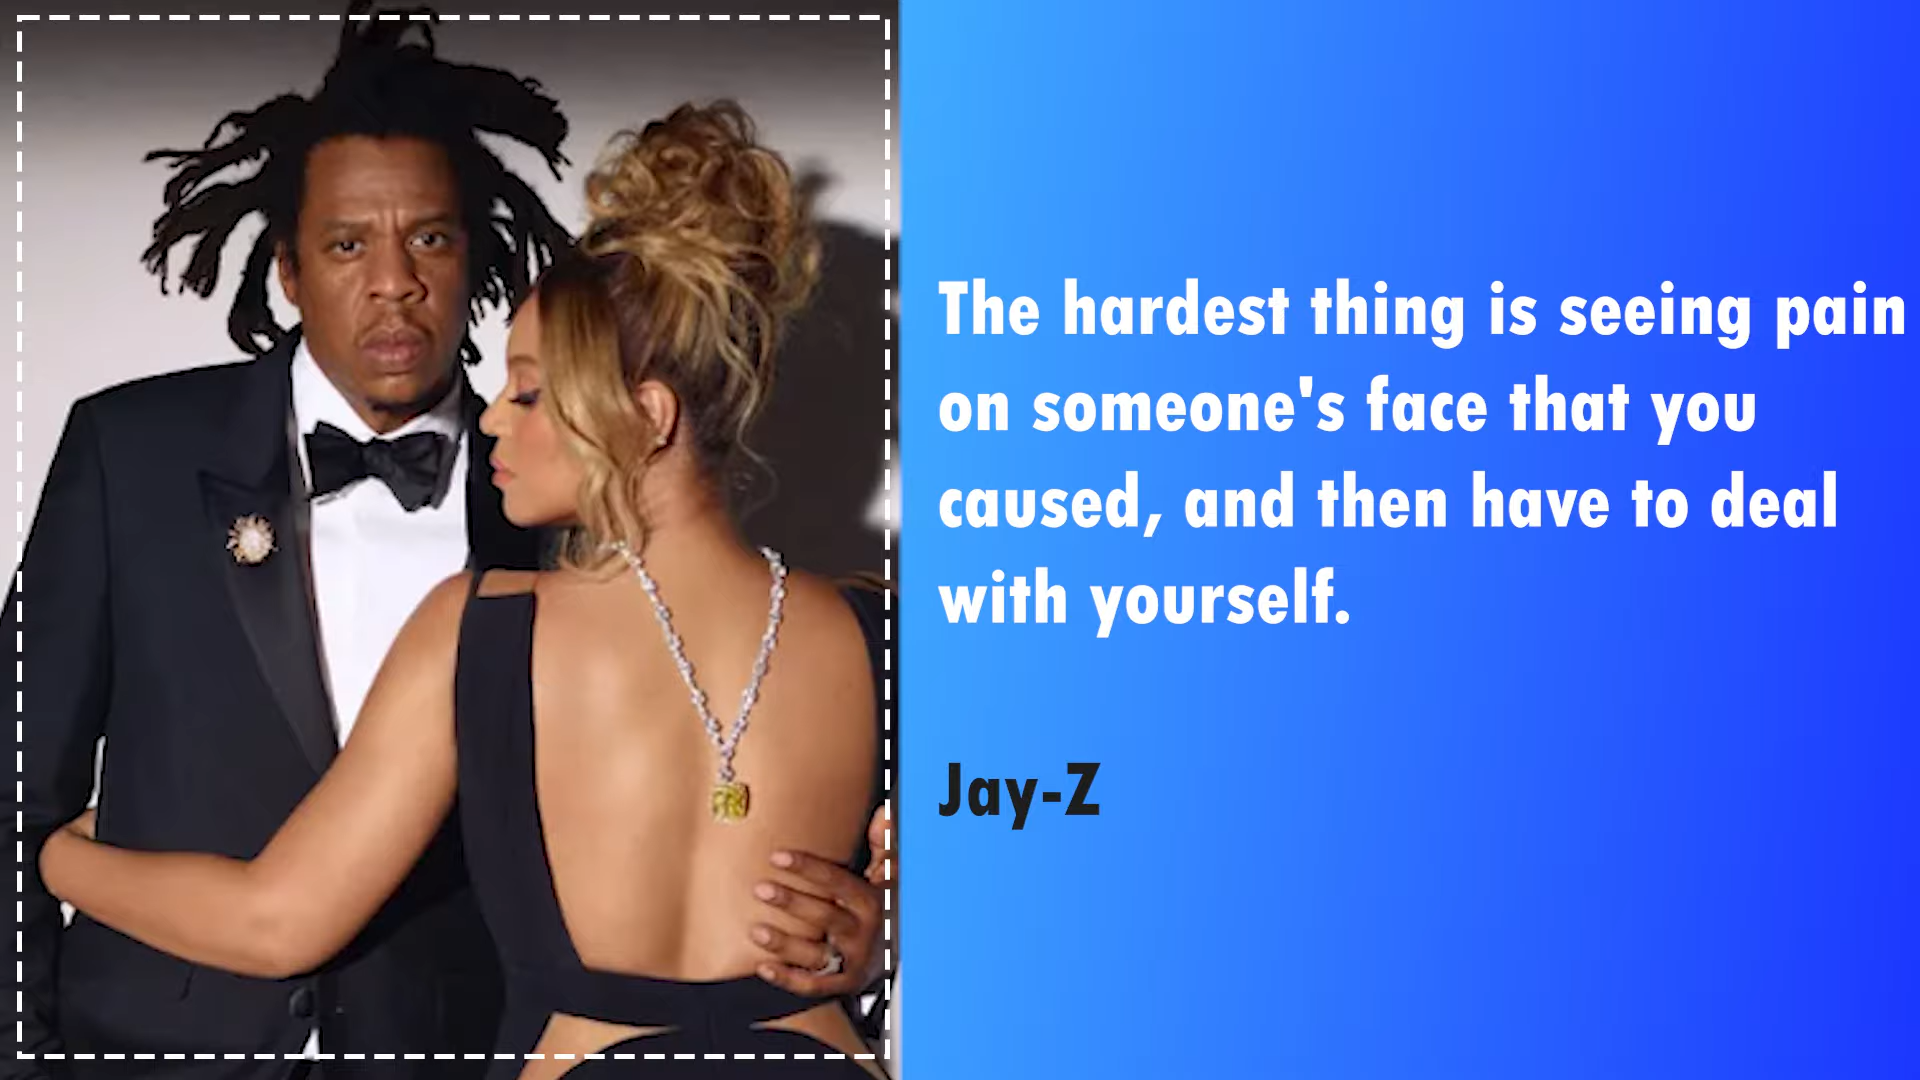 The hardest thing is seeing pain
on someone's face that you
caused, and then have to deal
with yourself.
Jay-Z